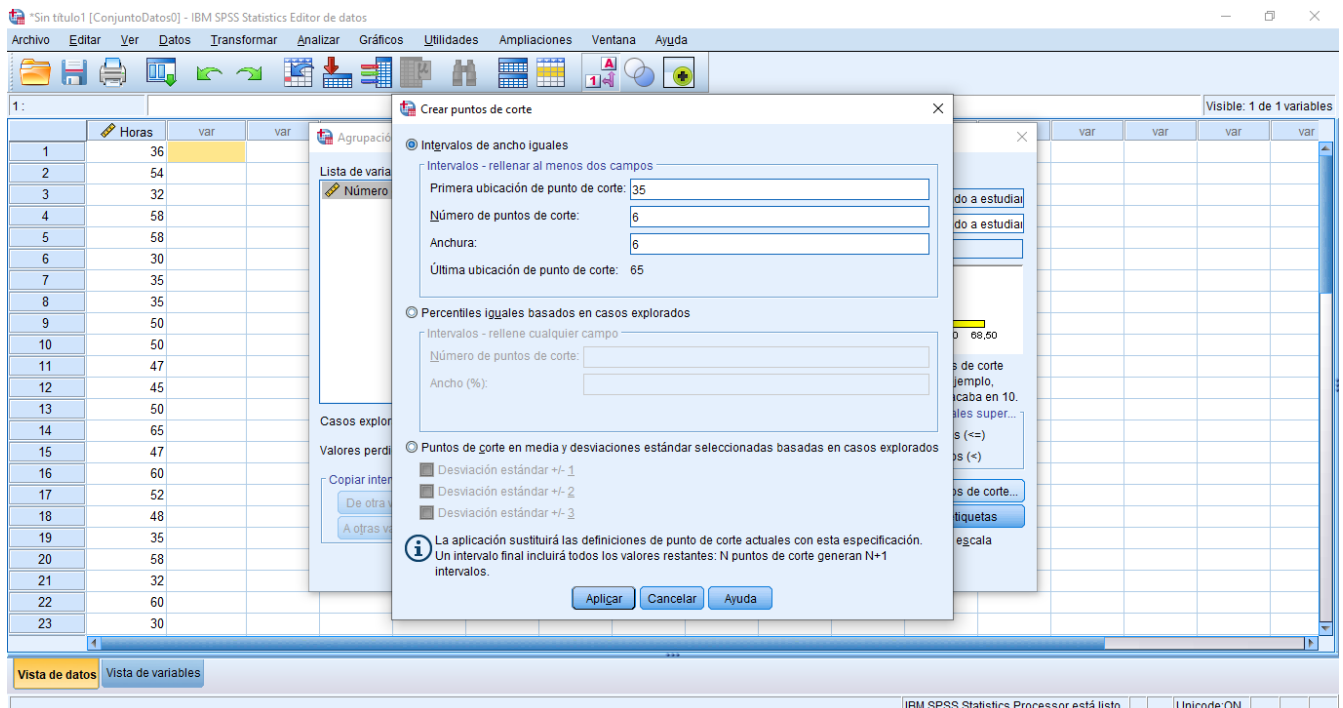 *Sin título1 [ConjuntoDatos0] - IBM SPSS Statistics Editor de datos
Archivo Editar Ver Datos Transformar Analizar Gráficos Utilidades Ampliaciones Ventana Ayuda
1 :
Visible: 1 de 1 variables
Horas var var var var var var
1 36
2 54
3 32
4 58
5 58
6 30
7 35
8 35
9 50
10 50
11 47
12 45
13 50
14 65
15 47
16 60
17 52
18 48
19 35
20 58
21 32
22 60
23 30
Agrupació
Lista de varia
Número
Casos explor
Valores perdi
Copiar inter
De otra v
A otras va
Crear puntos de corte
Intervalos de ancho iguales
Intervalos - rellenar al menos dos campos
Primera ubicación de punto de corte: 35
Número de puntos de corte: 6
Anchura: 6
Última ubicación de punto de corte: 65
Percentiles iguales basados en casos explorados
Intervalos - rellene cualquier campo
Número de puntos de corte:
Ancho (%):
Puntos de corte en media y desviaciones estándar seleccionadas basadas en casos explorados
Desviación estándar +/- 1
Desviación estándar +/- 2
Desviación estándar +/- 3
La aplicación sustituirá las definiciones de punto de corte actuales con esta especificación.
Un intervalo final incluirá todos los valores restantes: N puntos de corte generan N+1
intervalos.
Aplicar Cancelar Ayuda
do a estudiar
do a estudiar
0 68,50
s de corte
jemplo,
acaba en 10.
ales super...
s (<=)
os (<)
os de corte...
tiquetas
escala
Vista de datos Vista de variables
IBM SPSS Statistics Processor está listo Unicode:ON